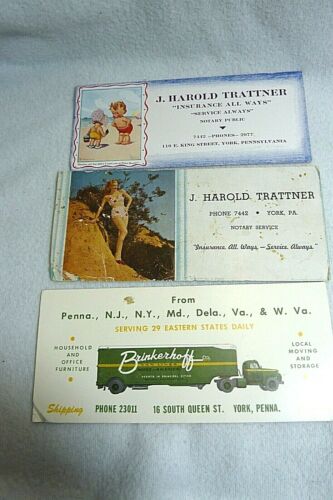 J. HAROLD TRATTNER
"INSURANCE ALL WAYS"
"SERVICE ALWAYS"
NOTARY PUBLIC
7442 -PHONES- 2977
110 E. KING STREET, YORK, PENNSYLVANIA
J. HAROLD TRATTNER
PHONE 7442 • YORK, PA.
NOTARY SERVICE
"Insurance All Ways—Service Always."
From
Penna., N.J., N.Y., Md., Dela., Va., & W. Va.
SERVING 29 EASTERN STATES DAILY
HOUSEHOLD
AND
OFFICE
FURNITURE
Brinkerhoff
LOCAL
MOVING
AND
STORAGE
Shipping
PHONE 23011
16 SOUTH QUEEN ST.
YORK, PENNA.